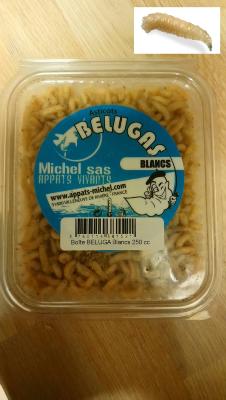 Asticots
BELUGAS
Michel sas
APPATS VIVANTS
BLANCS
www.appats-michel.com
Boîte BELUGA Blancs 250 cc